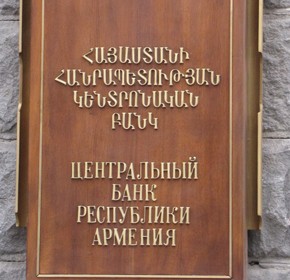 ՀԱՅԱՍՏԱՆԻ
ՀԱՆՐԱՊԵՏՈՒԹՅԱՆ
ԿԵՆՏՐՈՆԱԿԱՆ
ԲԱՆԿ
ЦЕНТРАЛЬНЫЙ
БАНК
РЕСПУБЛИКИ
АРМЕНИЯ